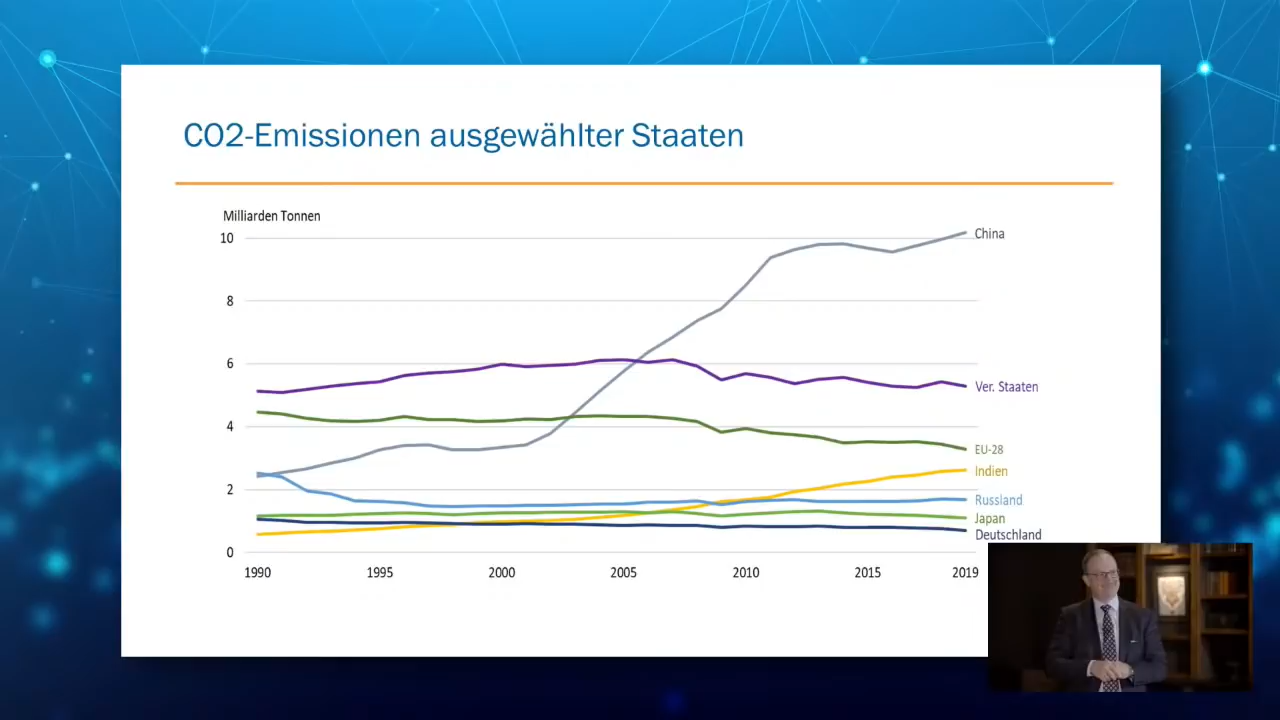 CO2-Emissionen ausgewählter Staaten
Milliarden Tonnen
10
8
6
4
2
0
China
Ver. Staaten
EU-28
Indien
Russland
Japan
Deutschland
1990 1995 2000 2005 2010 2015 2019